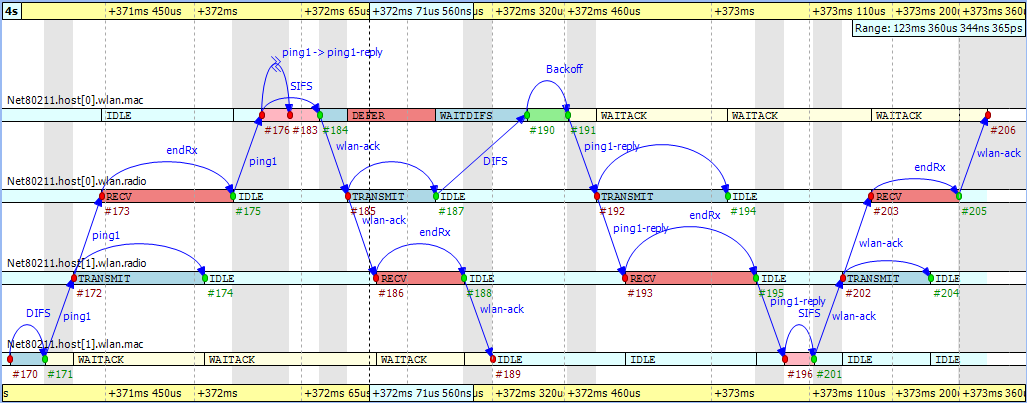 4s +371ms 450us +372ms +372ms 65us +372ms 71us 560ns us +372ms 320us +372ms 460us +373ms +373ms 110us +373ms 200us +373ms 360
Range: 123ms 360us 344ns 365ps
ping1 -> ping1-reply
SIFS
Backoff
Net80211.host[0].wlan.mac
IDLE DEFER WAITDIFS WAITACK WAITACK WAITACK
#176 #183 #184 #190 #191 #206
endRx ping1 wlan-ack DIFS ping1-reply endRx wlan-ack
Net80211.host[0].wlan.radio
RECV IDLE TRANSMIT IDLE TRANSMIT IDLE RECV IDLE
#173 #175 #185 #187 #192 #194 #203 #205
ping1 wlan-ack endRx ping1-reply endRx wlan-ack
Net80211.host[1].wlan.radio
TRANSMIT IDLE RECV IDLE RECV IDLE TRANSMIT IDLE
#172 #174 #186 #188 #193 #195 #202 #204
DIFS ping1 wlan-ack ping1-reply SIFS wlan-ack
Net80211.host[1].wlan.mac
WAITACK WAITACK WAITACK IDLE IDLE IDLE IDLE
#170 #171 #189 #196 #201
s +371ms 450us +372ms +372ms 65us +372ms 71us 560ns us +372ms 320us +372ms 460us +373ms +373ms 110us +373ms 200us +373ms 360